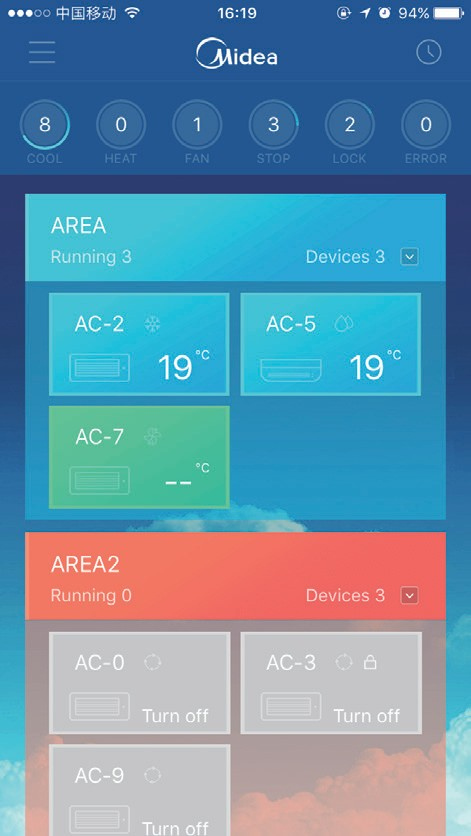 中国移动 16:19 94%
Midea
8 0 1 3 2 0
COOL HEAT FAN STOP LOCK ERROR
AREA
Running 3 Devices 3
AC-2 AC-5
19°C 19°C
AC-7
--°C
AREA2
Running 0 Devices 3
AC-0 AC-3
Turn off Turn off
AC-9
Turn off